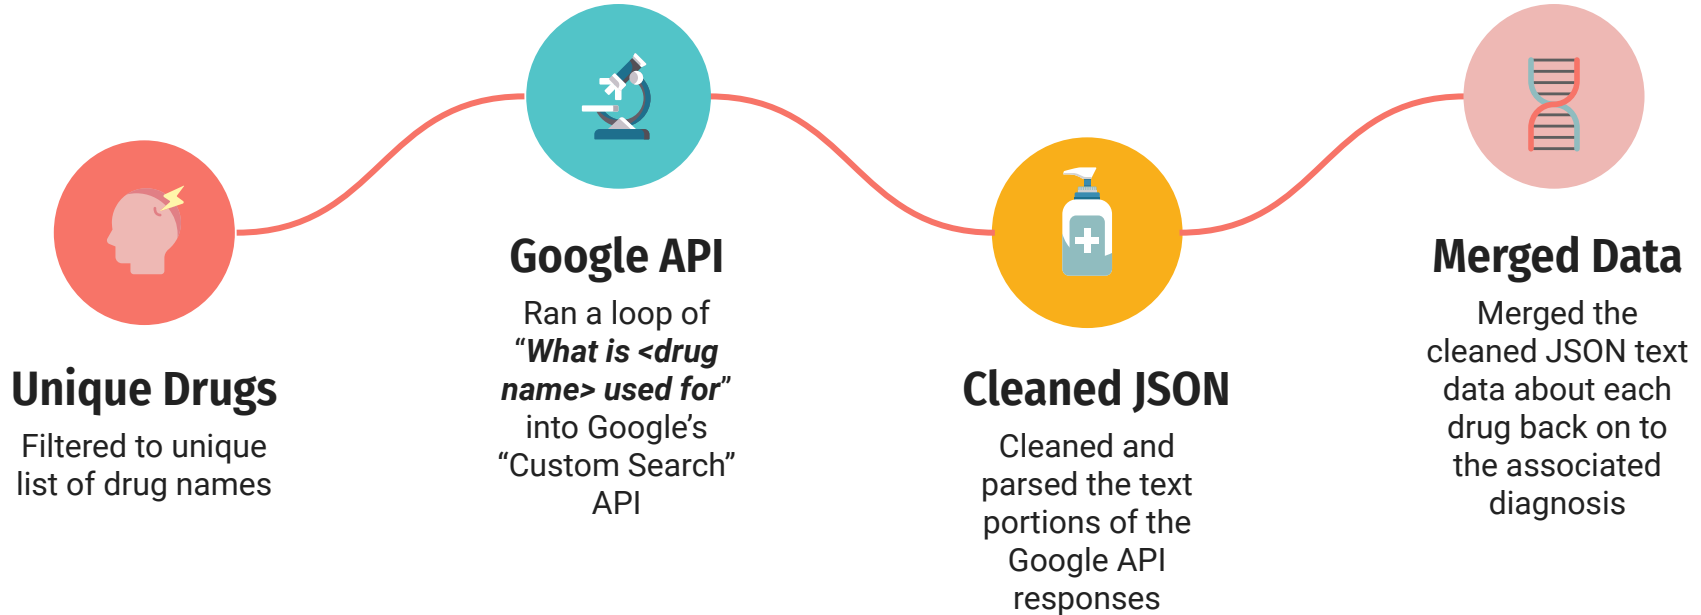 Unique Drugs
Filtered to unique
list of drug names
Google API
Ran a loop of
“What is <drug
name> used for”
into Google’s
“Custom Search”
API
Cleaned JSON
Cleaned and
parsed the text
portions of the
Google API
responses
Merged Data
Merged the
cleaned JSON text
data about each
drug back on to
the associated
diagnosis